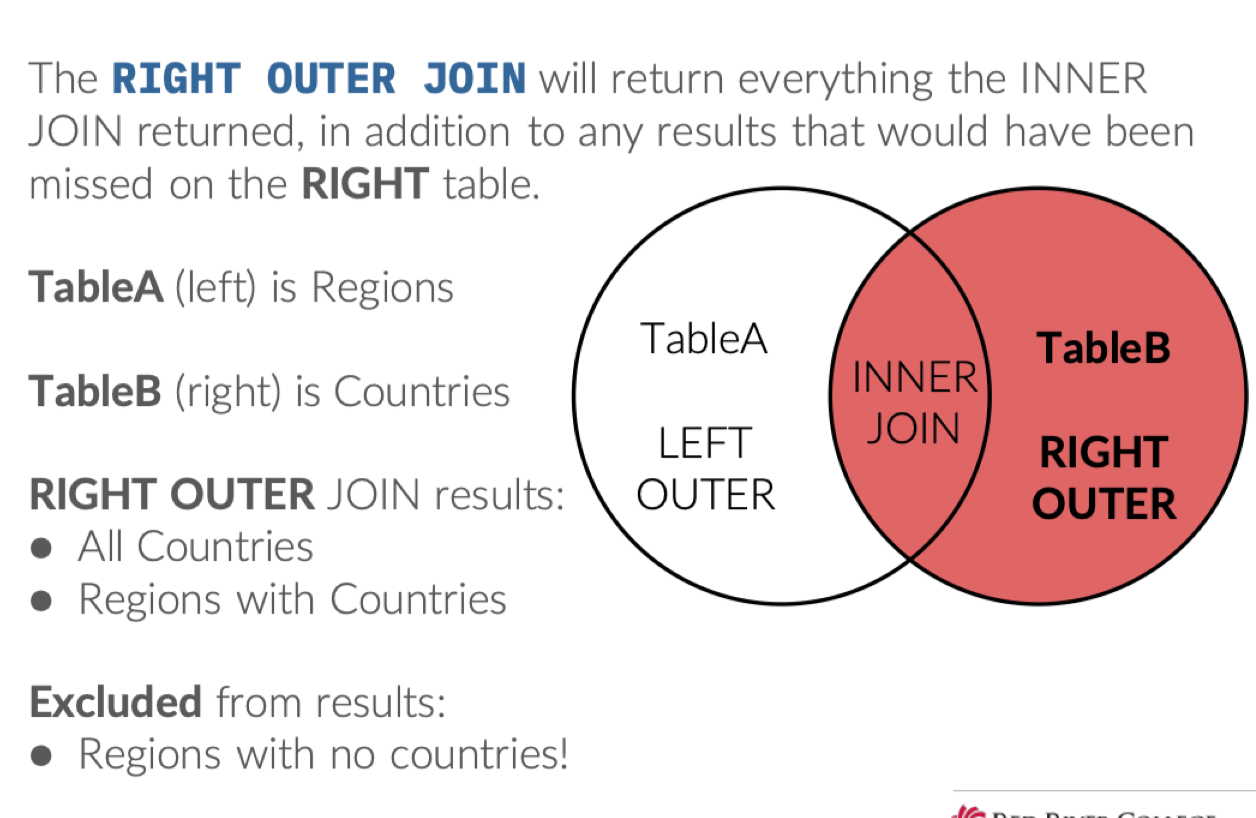 The RIGHT OUTER JOIN will return everything the INNER
JOIN returned, in addition to any results that would have been
missed on the RIGHT table.
TableA (left) is Regions
TableB (right) is Countries
RIGHT OUTER JOIN results:
● All Countries
● Regions with Countries
Excluded from results:
● Regions with no countries!
TableA
LEFT
OUTER
INNER
JOIN
TableB
RIGHT
OUTER
RED RIVER COLLEGE